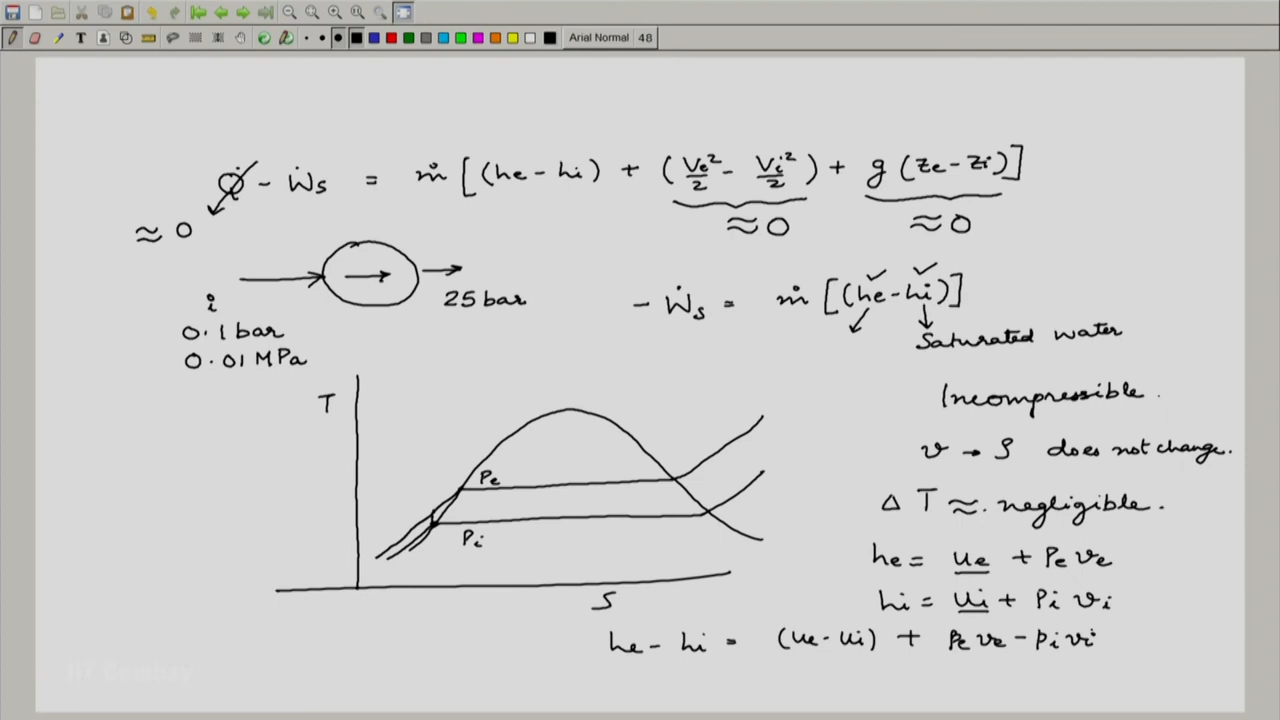 Arial Normal 48
Q̇ - Ẇs = ṁ [(he - hi) + (Ve²/2 - Vi²/2) + g (ze - zi)]
≈ 0
≈ 0
≈ 0
i
25 bar
0.1 bar
0.01 MPa
- Ẇs = ṁ [(he - hi)]
Saturated water
Incompressible.
v → ρ does not change.
Δ T ≈. negligible.
T
Pe
Pi
S
he = ue + Pe ve
hi = ui + Pi vi
he - hi = (ue - ui) + Pe ve - Pi vi
IIT Bombay